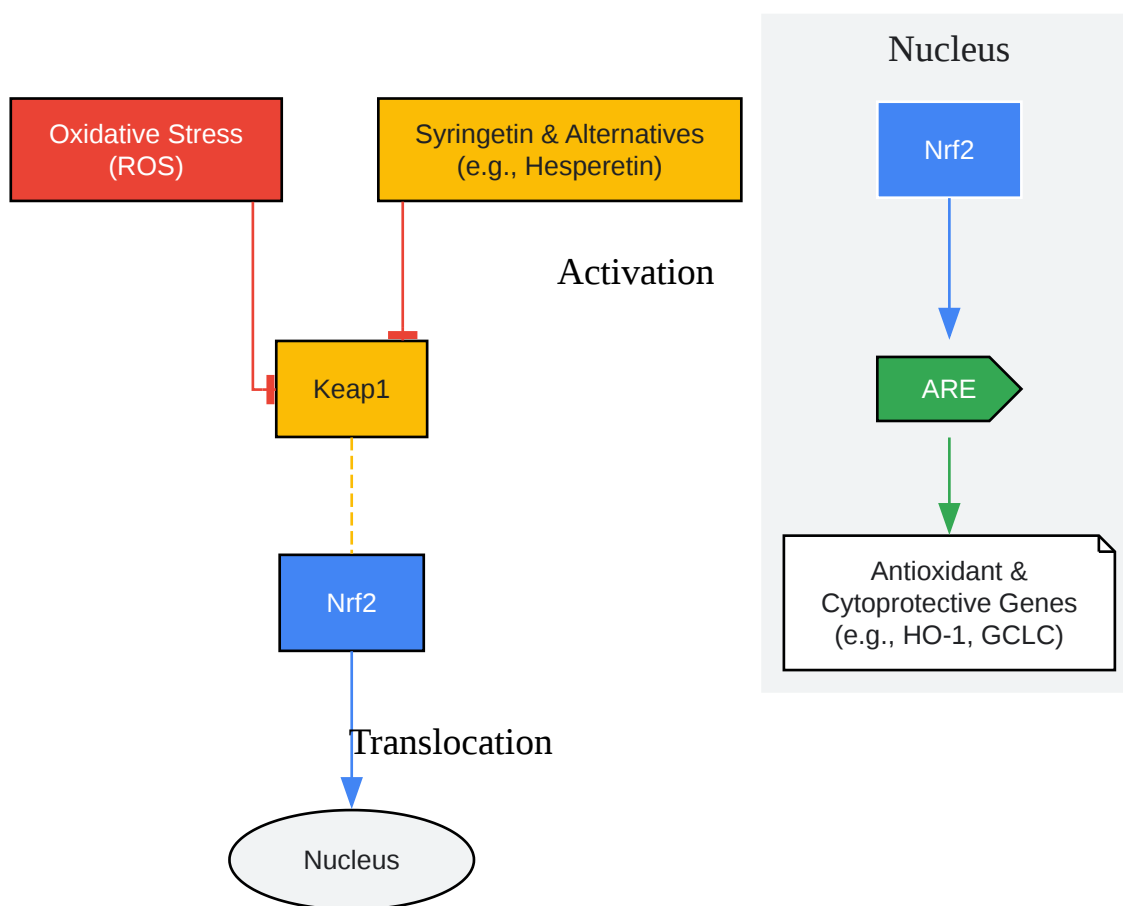 Oxidative Stress
(ROS)
Syringetin & Alternatives
(e.g., Hesperetin)
Activation
Keap1
Nrf2
Translocation
Nucleus
Nucleus
Nrf2
ARE
Antioxidant &
Cytoprotective Genes
(e.g., HO-1, GCLC)